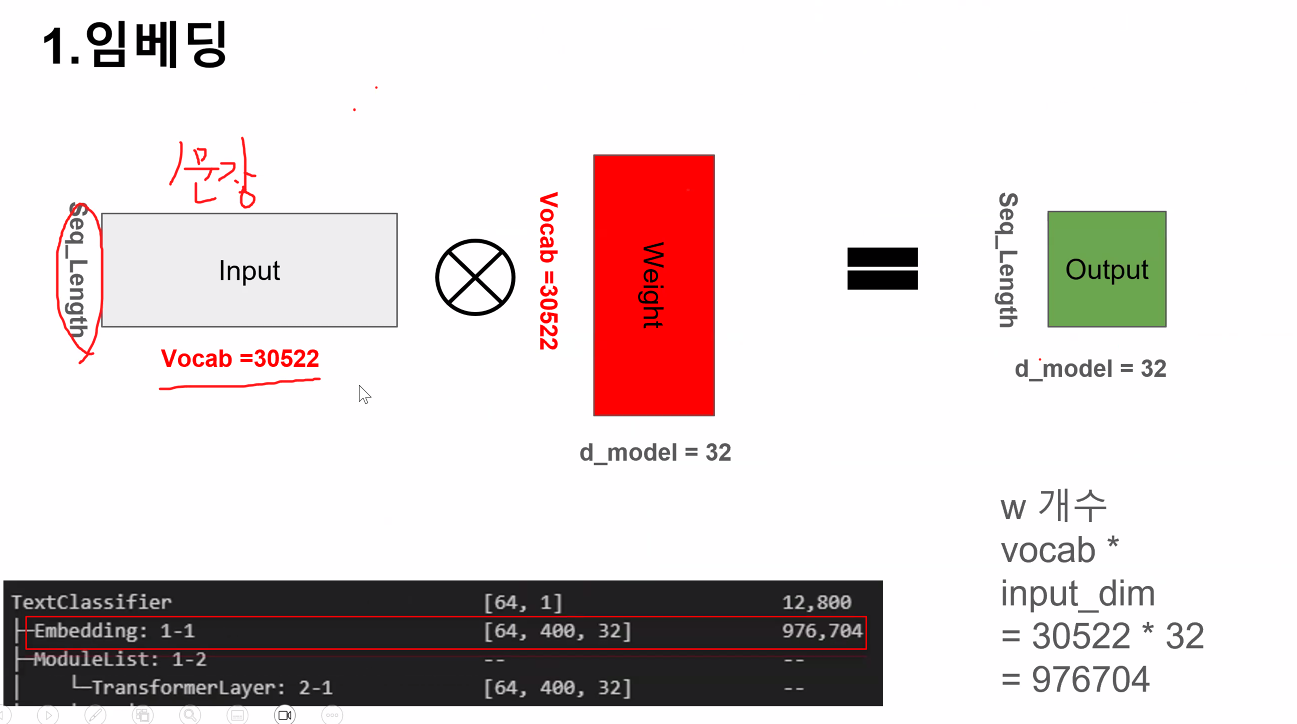 1.임베딩
문장
Seq_Length
Input
Vocab =30522
Vocab =30522
Weight
d_model = 32
Seq_Length
Output
d_model = 32
w 개수
vocab *
input_dim
= 30522 * 32
= 976704
TextClassifier [64, 1] 12,800
├─Embedding: 1-1 [64, 400, 32] 976,704
├─ModuleList: 1-2 -- --
│ └─TransformerLayer: 2-1 [64, 400, 32] --